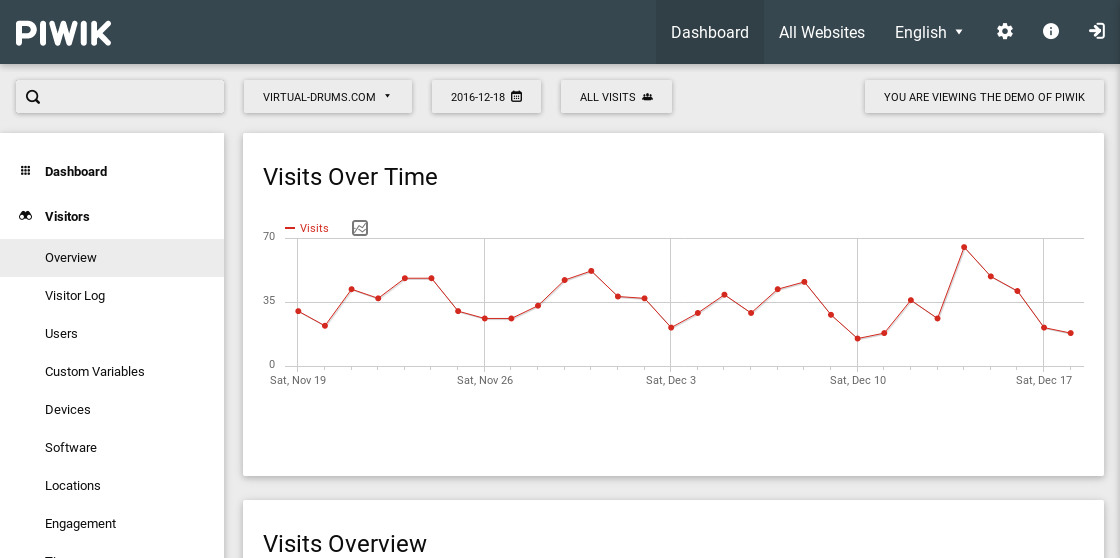 PIWIK
Dashboard
All Websites
English
VIRTUAL-DRUMS.COM
2016-12-18
ALL VISITS
YOU ARE VIEWING THE DEMO OF PIWIK
Dashboard
Visitors
Overview
Visitor Log
Users
Custom Variables
Devices
Software
Locations
Engagement
Visits Over Time
Visits
70
35
0
Sat, Nov 19
Sat, Nov 26
Sat, Dec 3
Sat, Dec 10
Sat, Dec 17
Visits Overview